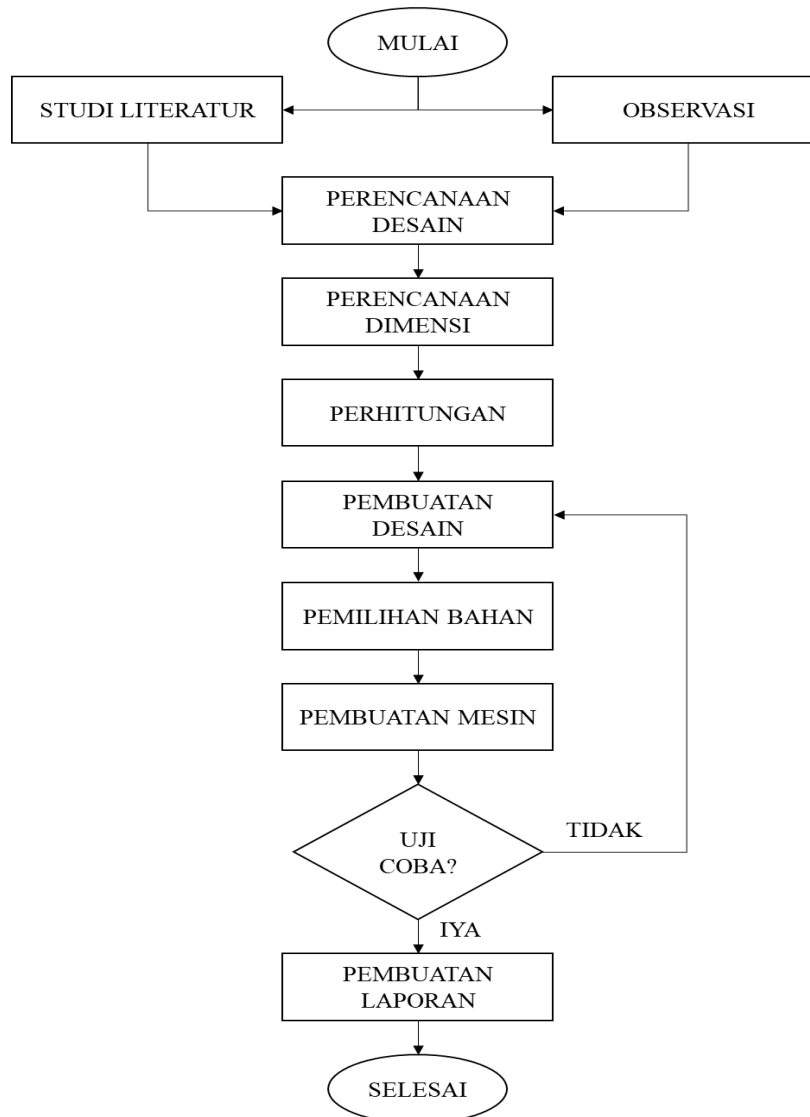 MULAI
STUDI LITERATUR
OBSERVASI
PERENCANAAN
DESAIN
PERENCANAAN
DIMENSI
PERHITUNGAN
PEMBUATAN
DESAIN
PEMILIHAN BAHAN
PEMBUATAN MESIN
UJI
COBA?
TIDAK
IYA
PEMBUATAN
LAPORAN
SELESAI